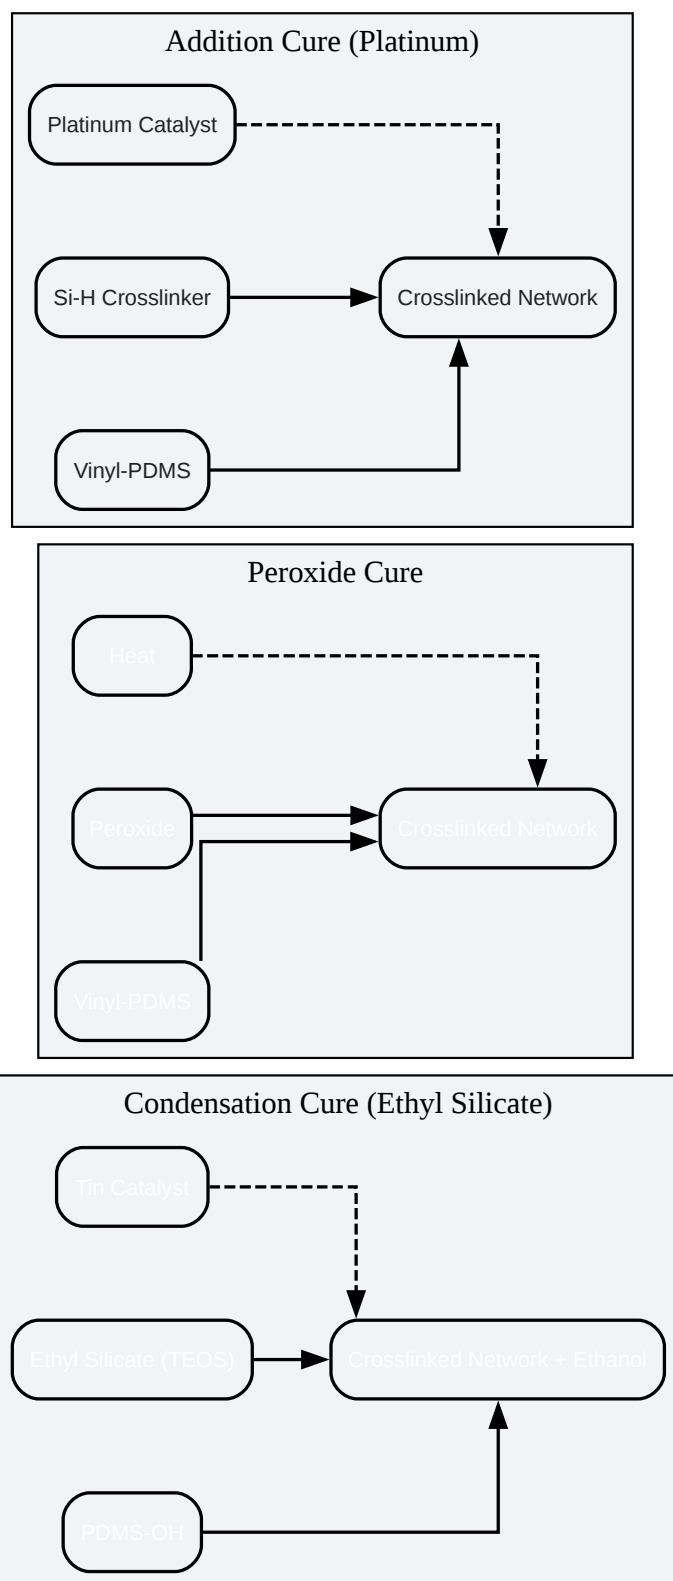 Addition Cure (Platinum)
Platinum Catalyst
Si-H Crosslinker
Crosslinked Network
Vinyl-PDMS
Peroxide Cure
Heat
Peroxide
Crosslinked Network
Vinyl-PDMS
Condensation Cure (Ethyl Silicate)
Tin Catalyst
Ethyl Silicate (TEOS)
Crosslinked Network + Ethanol
PDMS-OH